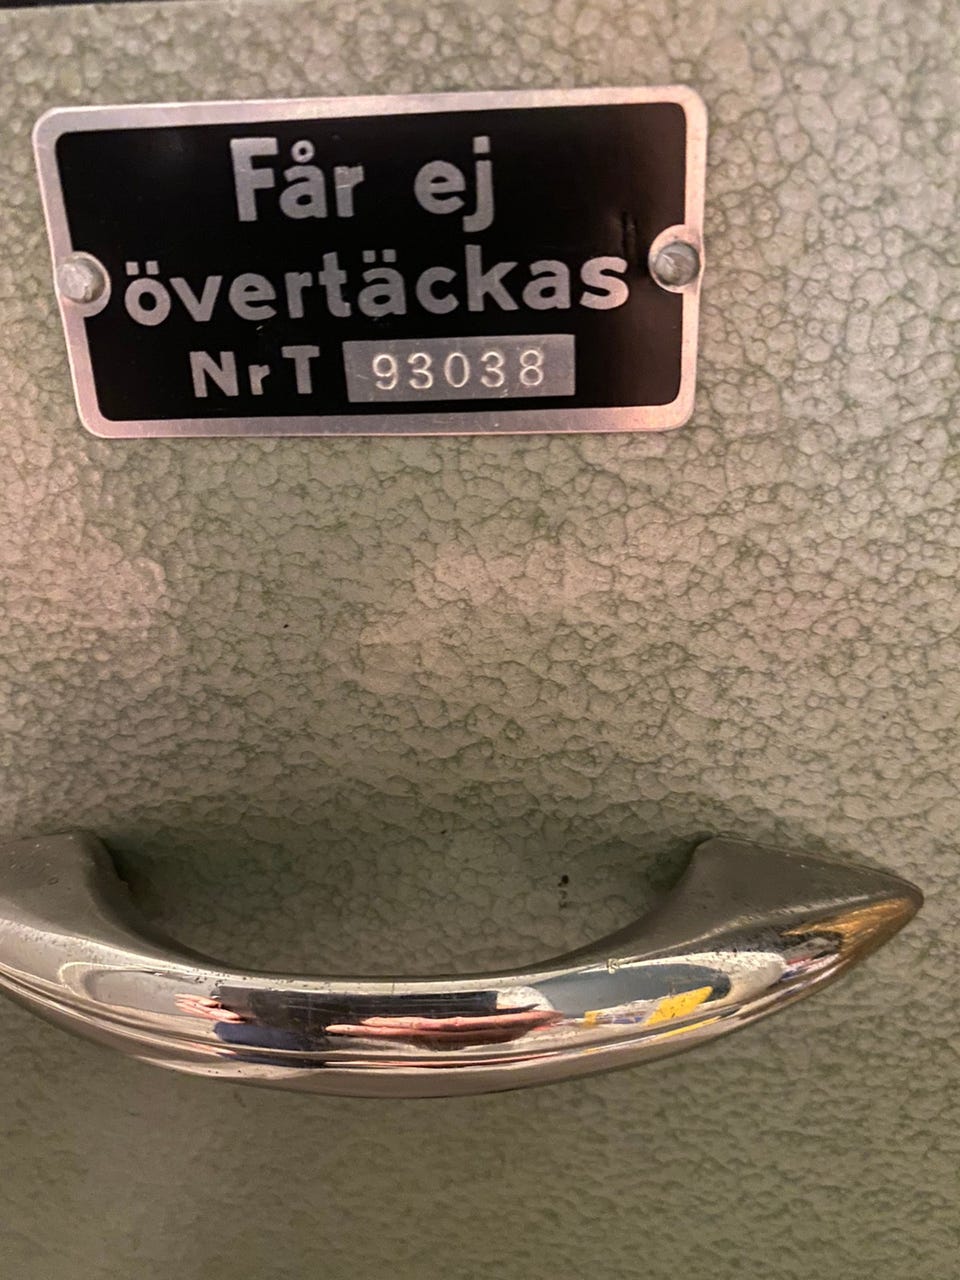 Får ej
övertäckas
Nr T 93038